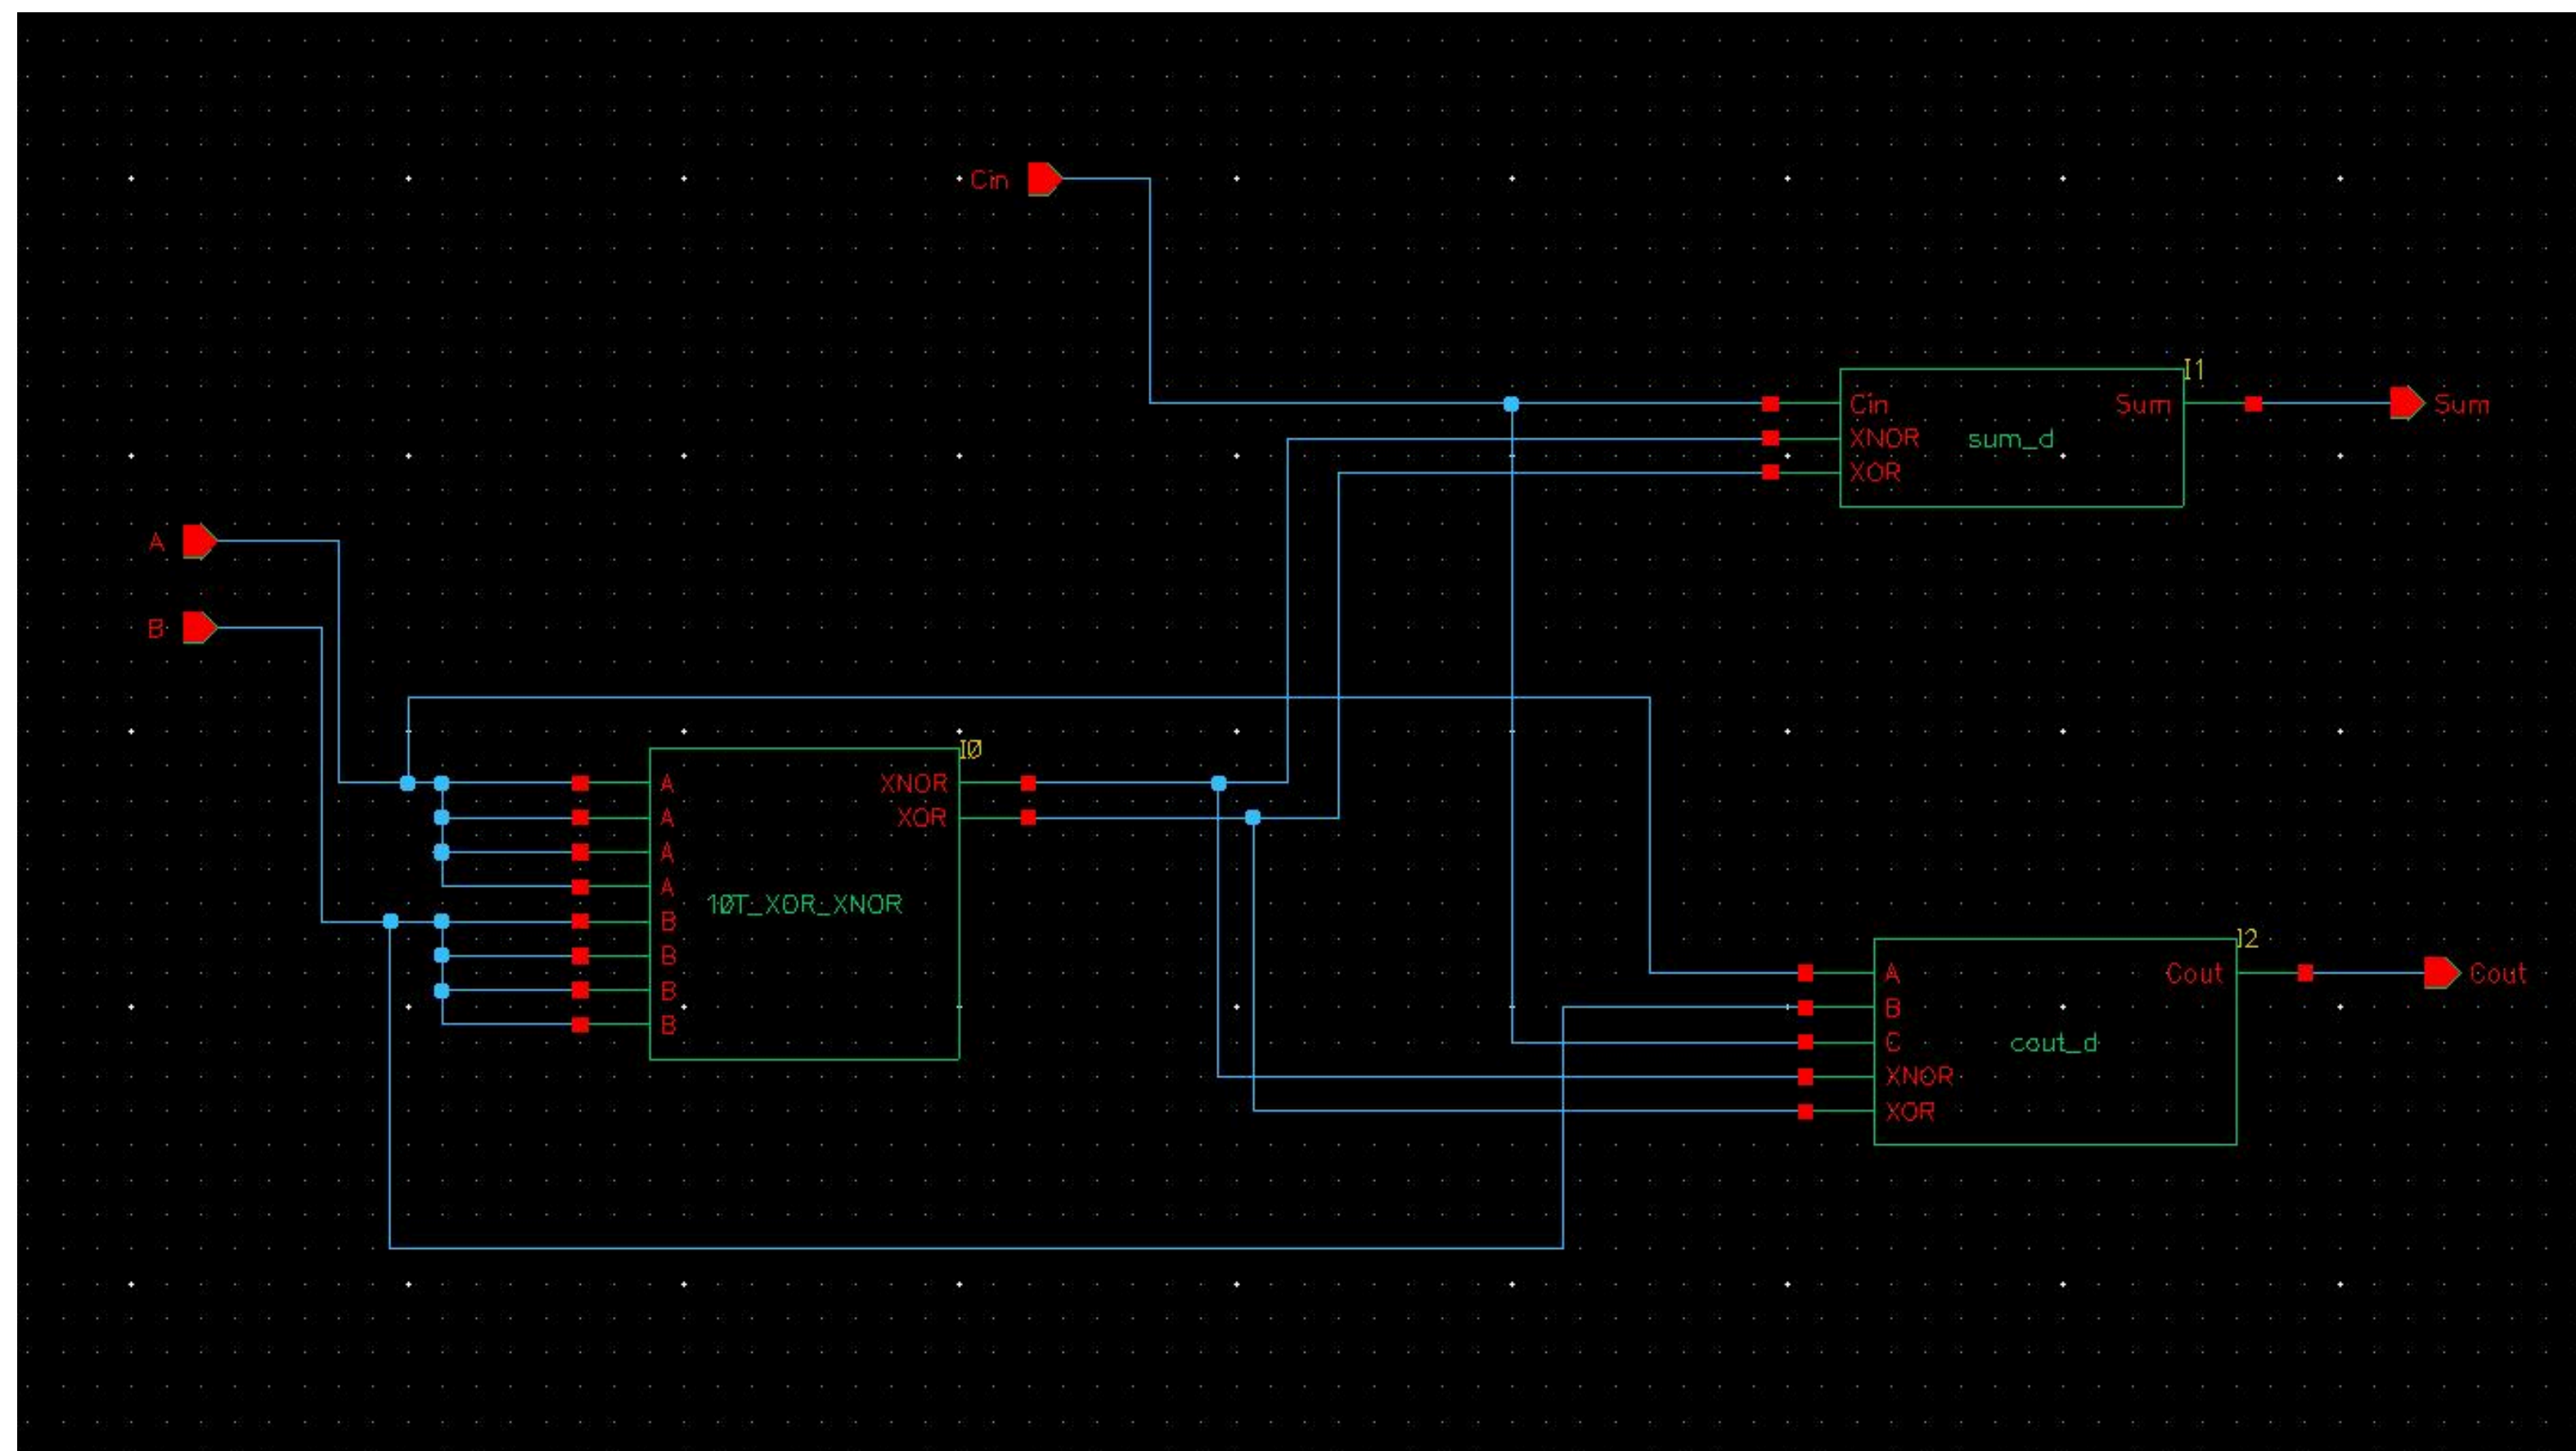 Cin
I1
Cin
Sum
Sum
XNOR
sum_d
XOR
A
B
I0
A
XNOR
A
XOR
A
A
10T_XOR_XNOR
B
B
B
B
I2
A
Cout
Cout
B
C
cout_d
XNOR
XOR